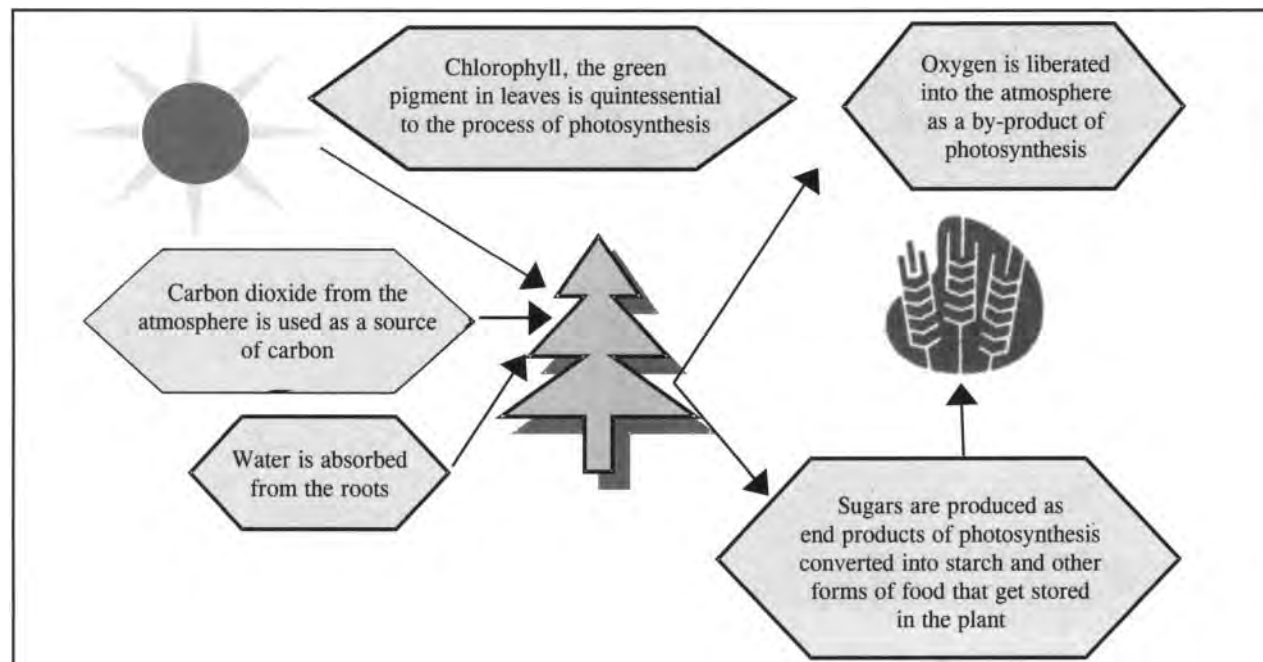 Chlorophyll, the green
pigment in leaves is quintessential
to the process of photosynthesis
Oxygen is liberated
into the atmosphere
as a by-product of
photosynthesis
Carbon dioxide from the
atmosphere is used as a source
of carbon
Water is absorbed
from the roots
Sugars are produced as
end products of photosynthesis
converted into starch and other
forms of food that get stored
in the plant